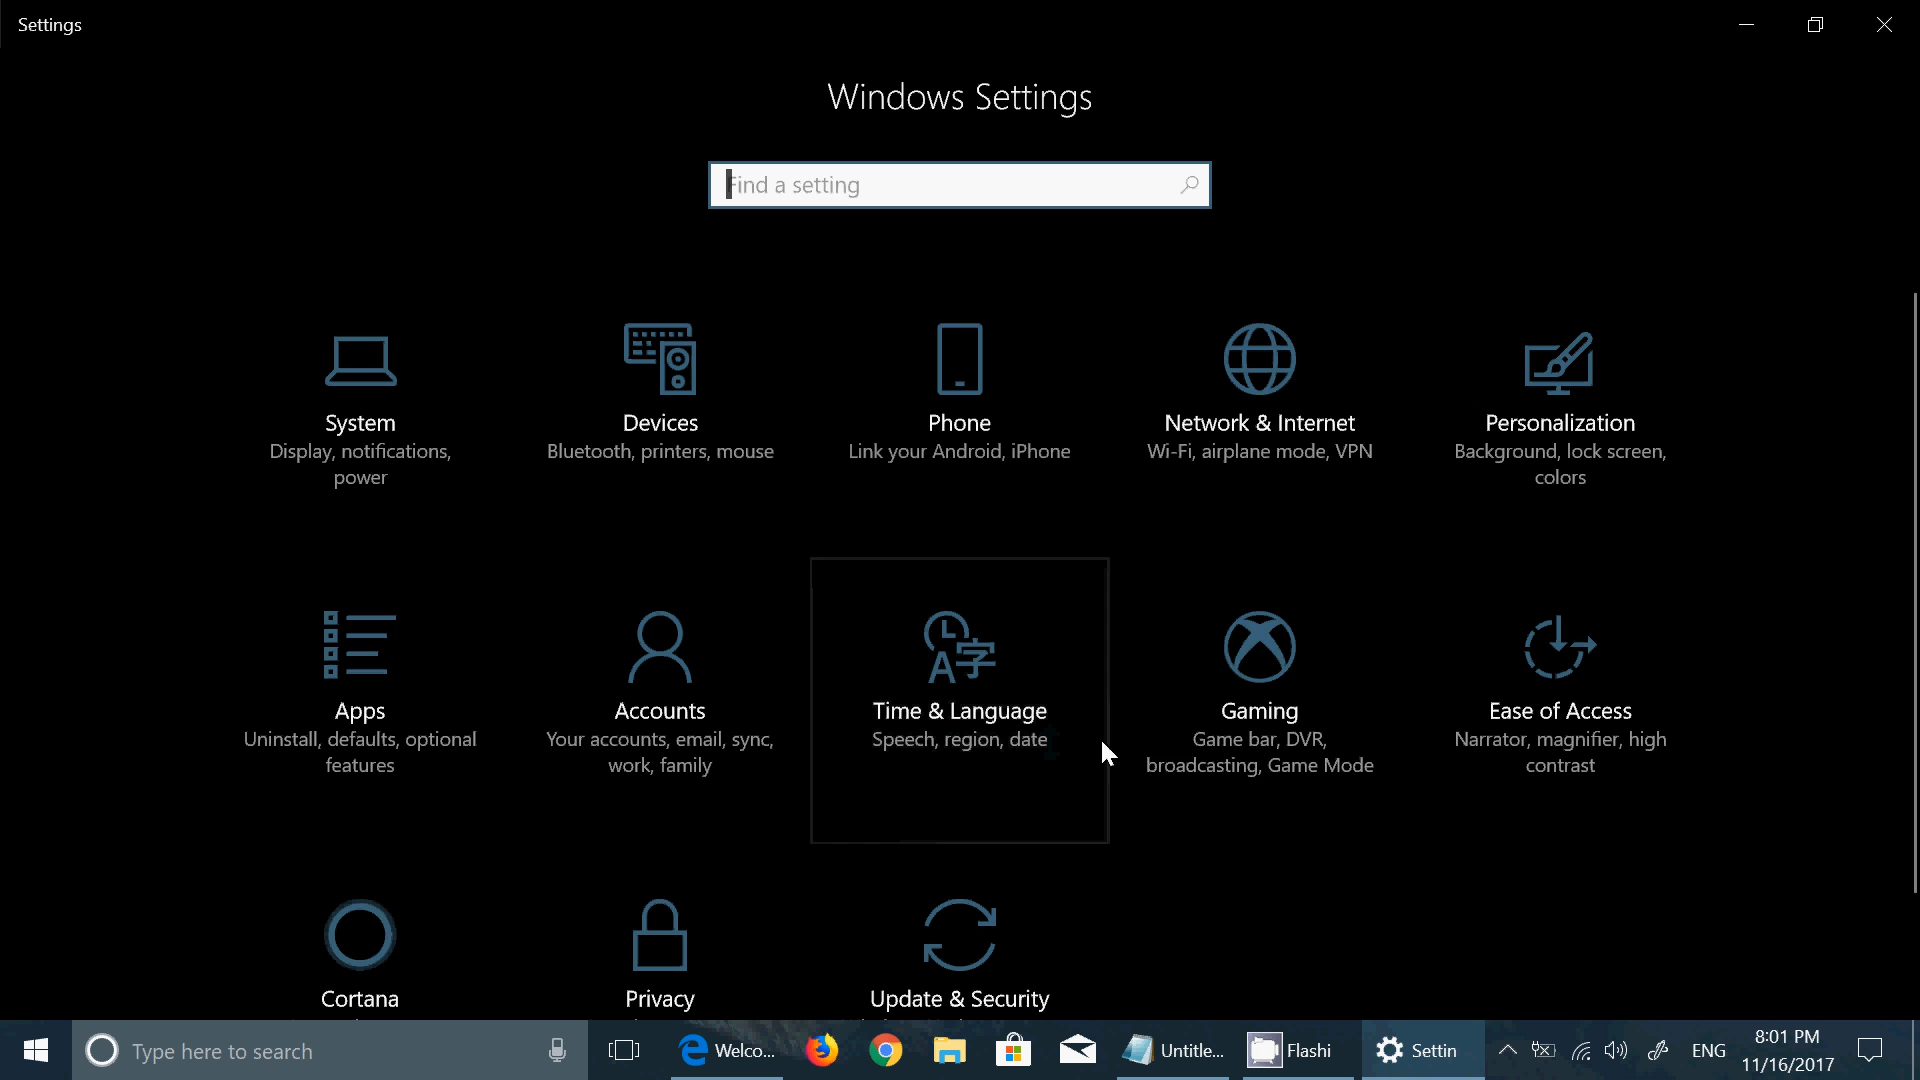 Settings
Windows Settings
Find a setting
System
Display, notifications,
power
Devices
Bluetooth, printers, mouse
Phone
Link your Android, iPhone
Network & Internet
Wi-Fi, airplane mode, VPN
Personalization
Background, lock screen,
colors
Apps
Uninstall, defaults, optional
features
Accounts
Your accounts, email, sync,
work, family
Time & Language
Speech, region, date
Gaming
Game bar, DVR,
broadcasting, Game Mode
Ease of Access
Narrator, magnifier, high
contrast
Cortana
Privacy
Update & Security
Type here to search
Welco...
Untitle...
Flashi
Settin
ENG
8:01 PM
11/16/2017